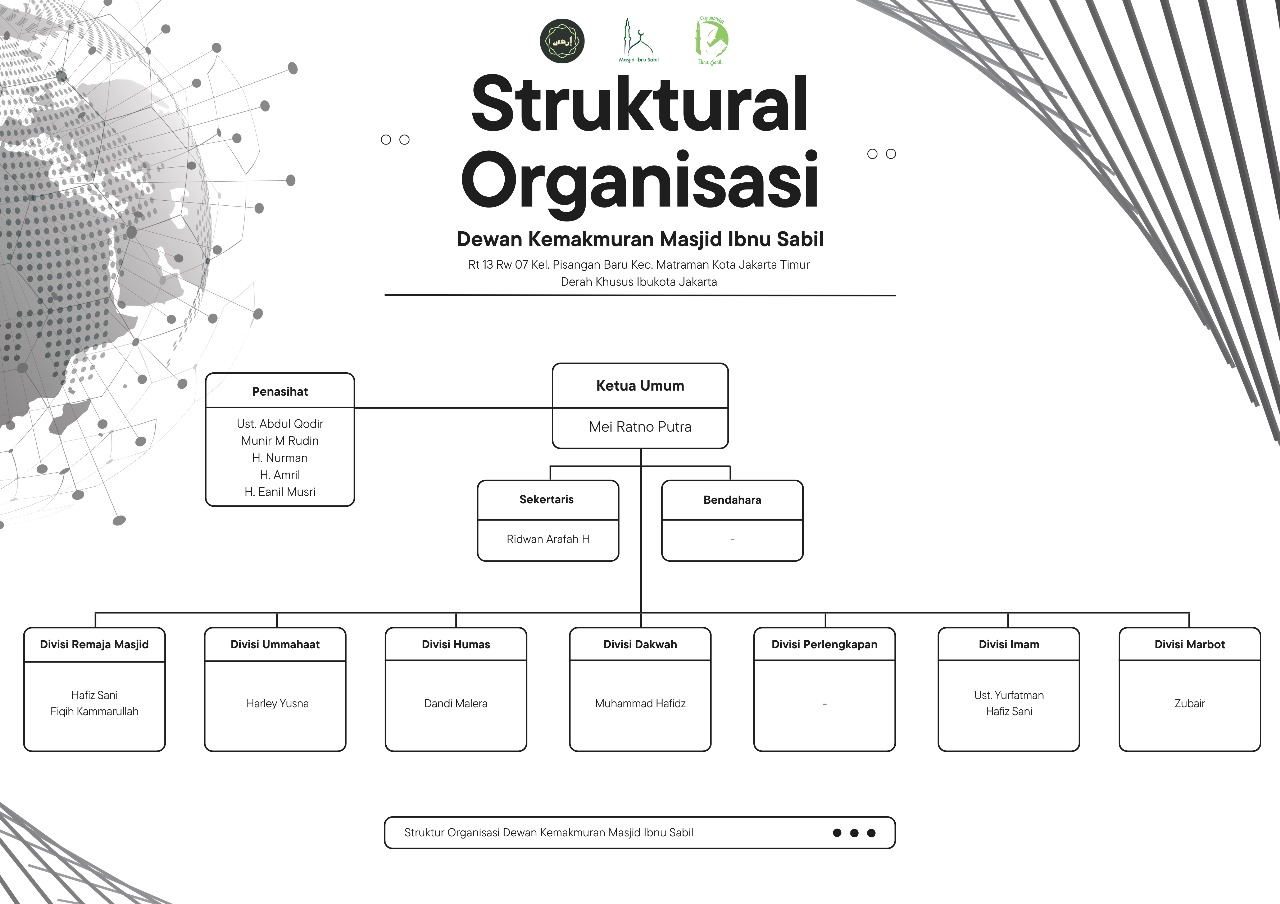 Masjid Ibnu Sabil
Struktural
Organisasi
Dewan Kemakmuran Masjid Ibnu Sabil
Rt 13 Rw 07 Kel. Pisangan Baru Kec. Matraman Kota Jakarta Timur
Derah Khusus Ibukota Jakarta
Penasihat
Ust. Abdul Qodir
Munir M Rudin
H. Nurman
H. Amril
H. Eanil Musri
Ketua Umum
Mei Ratno Putra
Sekertaris
Ridwan Arafah H
Bendahara
-
Divisi Remaja Masjid
Hafiz Sani
Fiqih Kammarullah
Divisi Ummahaat
Harley Yusna
Divisi Humas
Dandi Malera
Divisi Dakwah
Muhammad Hafidz
Divisi Perlengkapan
-
Divisi Imam
Ust. Yurfatman
Hafiz Sani
Divisi Marbot
Zubair
Struktur Organisasi Dewan Kemakmuran Masjid Ibnu Sabil